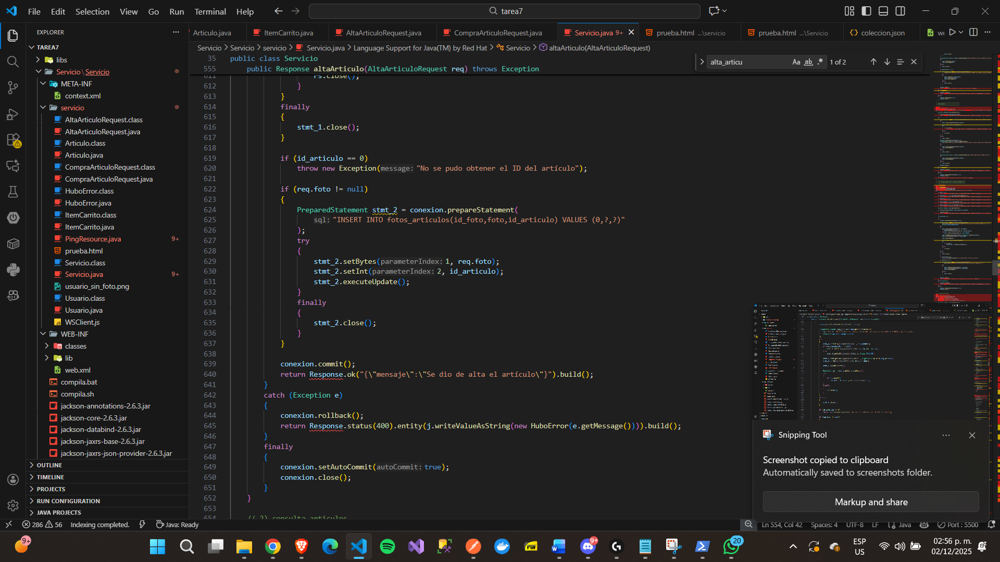 File Edit Selection View Go Run Terminal Help
tarea7
EXPLORER
TAREA7
libs
Servicio \ Servicio
META-INF
context.xml
servicio
AltaArticuloRequest.class
AltaArticuloRequest.java
Articulo.class
Articulo.java
CompraArticuloRequest.class
CompraArticuloRequest.java
HuboError.class
HuboError.java
ItemCarrito.class
ItemCarrito.java
PingResource.java 9+
prueba.html
Servicio.class
Servicio.java 9+
usuario_sin_foto.png
Usuario.class
Usuario.java
WSClient.js
WEB-INF
classes
lib
web.xml
compila.bat
compila.sh
jackson-annotations-2.6.3.jar
jackson-core-2.6.3.jar
jackson-databind-2.6.3.jar
jackson-jaxrs-base-2.6.3.jar
jackson-jaxrs-json-provider-2.6.3.jar
OUTLINE
TIMELINE
PROJECTS
RUN CONFIGURATION
JAVA PROJECTS
Articulo.java ItemCarrito.java AltaArticuloRequest.java CompraArticuloRequest.java Servicio.java 9+ prueba.html ...\servicio prueba.html ...\Servicio coleccion.json we
Servicio > Servicio > servicio > Servicio.java > Language Support for Java(TM) by Red Hat > Servicio > altaArticulo(AltaArticuloRequest)
alta_articu Aa ab 1 of 2
35 public class Servicio
555 public Response altaArticulo(AltaArticuloRequest req) throws Exception
611 rs.close();
612 }
613 }
614 finally
615 {
616 stmt_1.close();
617 }
618
619 if (id_articulo == 0)
620 throw new Exception(message: "No se pudo obtener el ID del artículo");
621
622 if (req.foto != null)
623 {
624 PreparedStatement stmt_2 = conexion.prepareStatement(
625 sql: "INSERT INTO fotos_articulos(id_foto,foto,id_articulo) VALUES (0,?,?)"
626 );
627 try
628 {
629 stmt_2.setBytes(parameterIndex: 1, req.foto);
630 stmt_2.setInt(parameterIndex: 2, id_articulo);
631 stmt_2.executeUpdate();
632 }
633 finally
634 {
635 stmt_2.close();
636 }
637 }
638
639 conexion.commit();
640 return Response.ok("{\"mensaje\":\"Se dio de alta el artículo\"}").build();
641 }
642 catch (Exception e)
643 {
644 conexion.rollback();
645 return Response.status(400).entity(j.writeValueAsString(new HuboError(e.getMessage()))).build();
646 }
647 finally
648 {
649 conexion.setAutoCommit(autoCommit: true);
650 conexion.close();
651 }
652 }
653
654 // 2) consulta articulos
Snipping Tool
Screenshot copied to clipboard
Automatically saved to screenshots folder.
Markup and share
286 56 Indexing completed. Java: Ready Ln 554, Col 42 Spaces: 4 UTF-8 LF Java Port : 5500
9+
PDF
9+
20
ESP
US
02:56 p. m.
02/12/2025